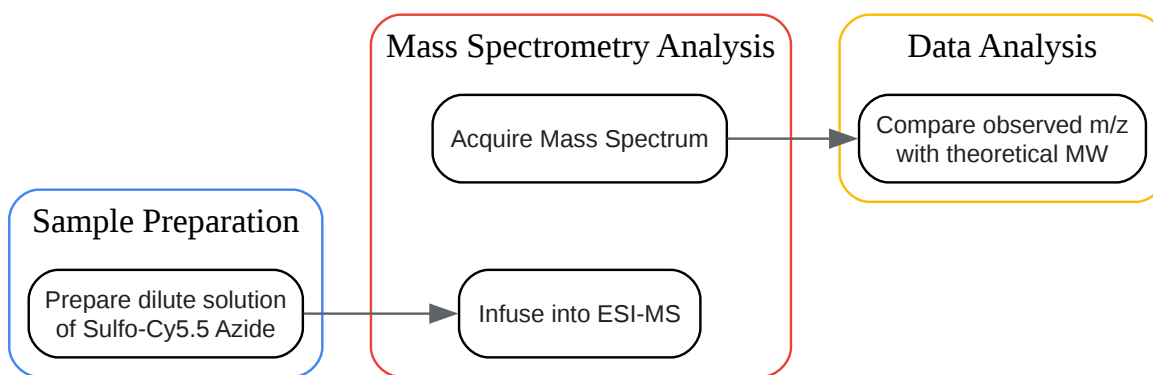 Sample Preparation
Prepare dilute solution
of Sulfo-Cy5.5 Azide
Mass Spectrometry Analysis
Acquire Mass Spectrum
Infuse into ESI-MS
Data Analysis
Compare observed m/z
with theoretical MW